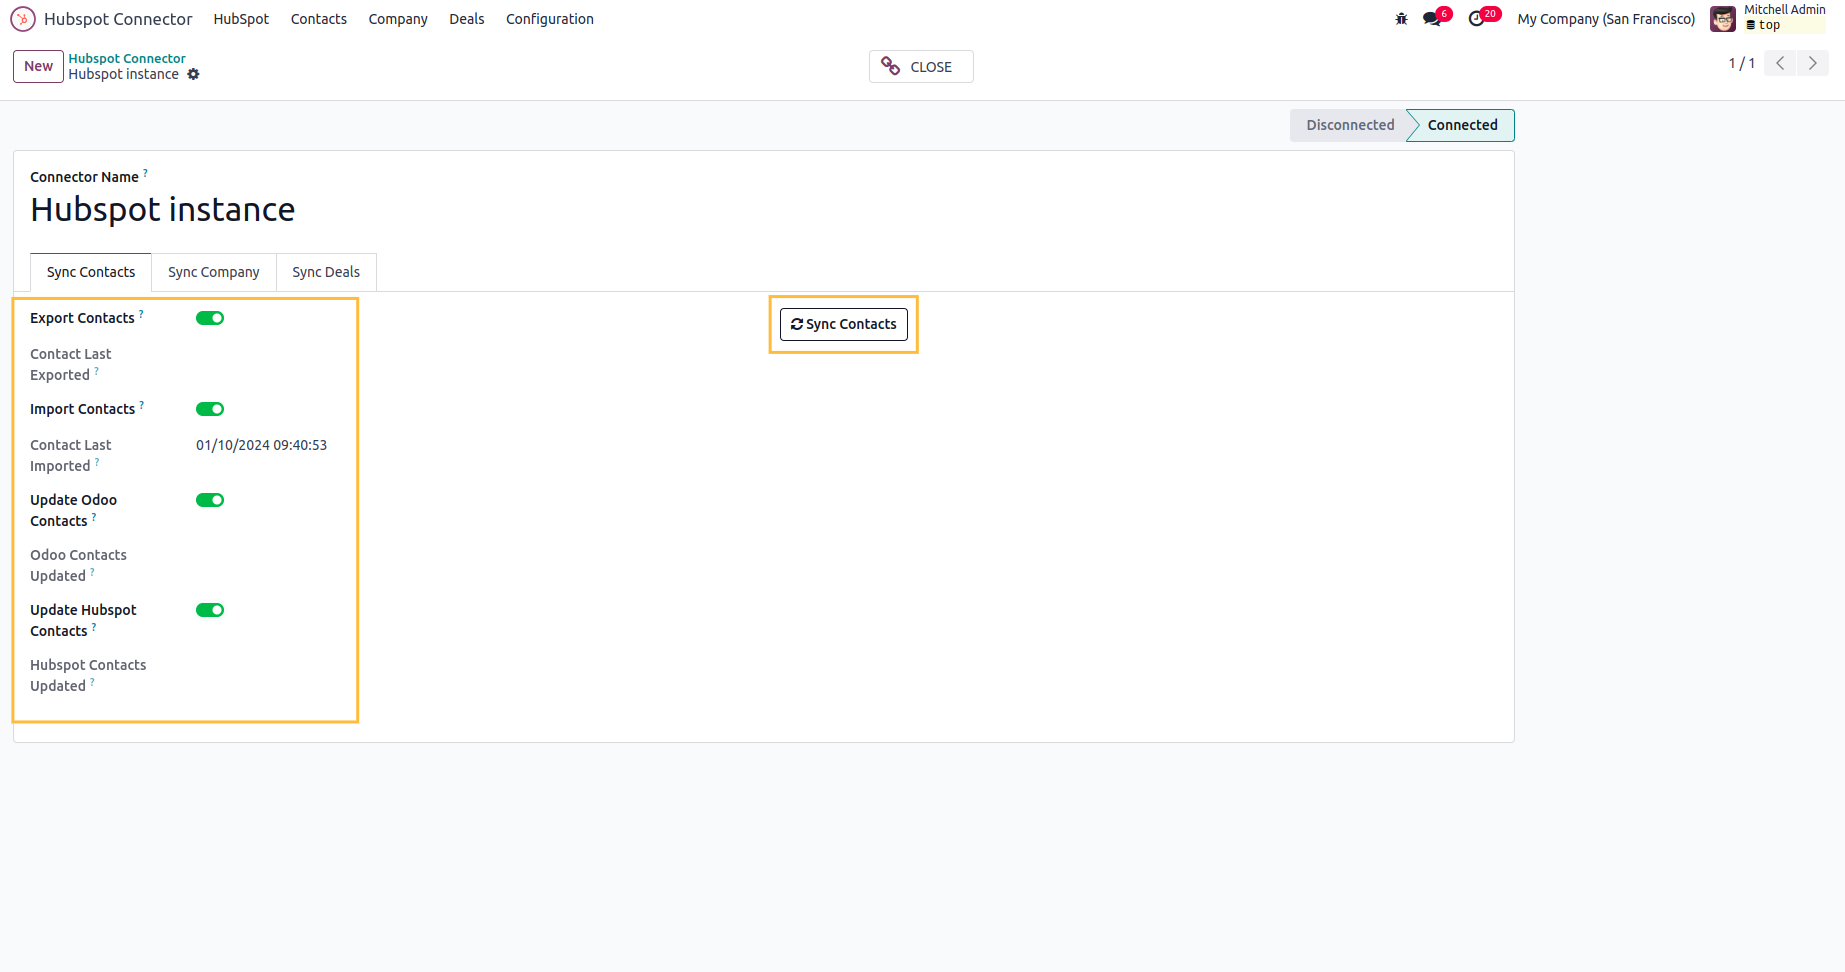 Hubspot Connector HubSpot Contacts Company Deals Configuration 6 20 My Company (San Francisco) Mitchell Admin
top
New Hubspot Connector
Hubspot instance
CLOSE
1 / 1
Disconnected Connected
Connector Name ?
Hubspot instance
Sync Contacts Sync Company Sync Deals
Export Contacts ?
Sync Contacts
Contact Last
Exported ?
Import Contacts ?
Contact Last 01/10/2024 09:40:53
Imported ?
Update Odoo
Contacts ?
Odoo Contacts
Updated ?
Update Hubspot
Contacts ?
Hubspot Contacts
Updated ?